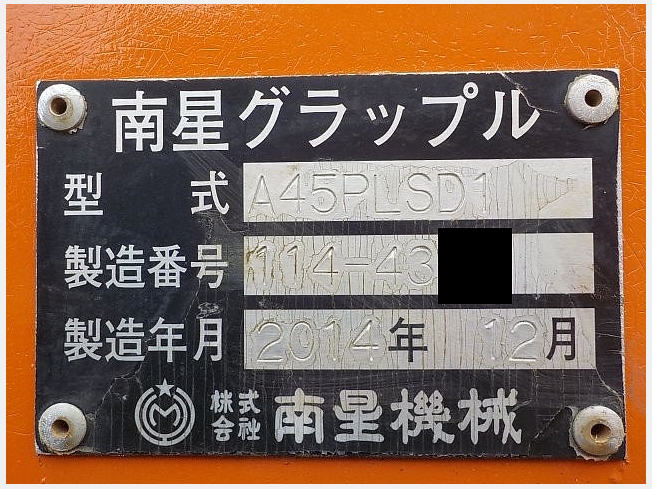 南星グラップル
型 式 A45PLSD1
製造番号 114-43
製造年月 2014年 12月
株式会社 南星機械